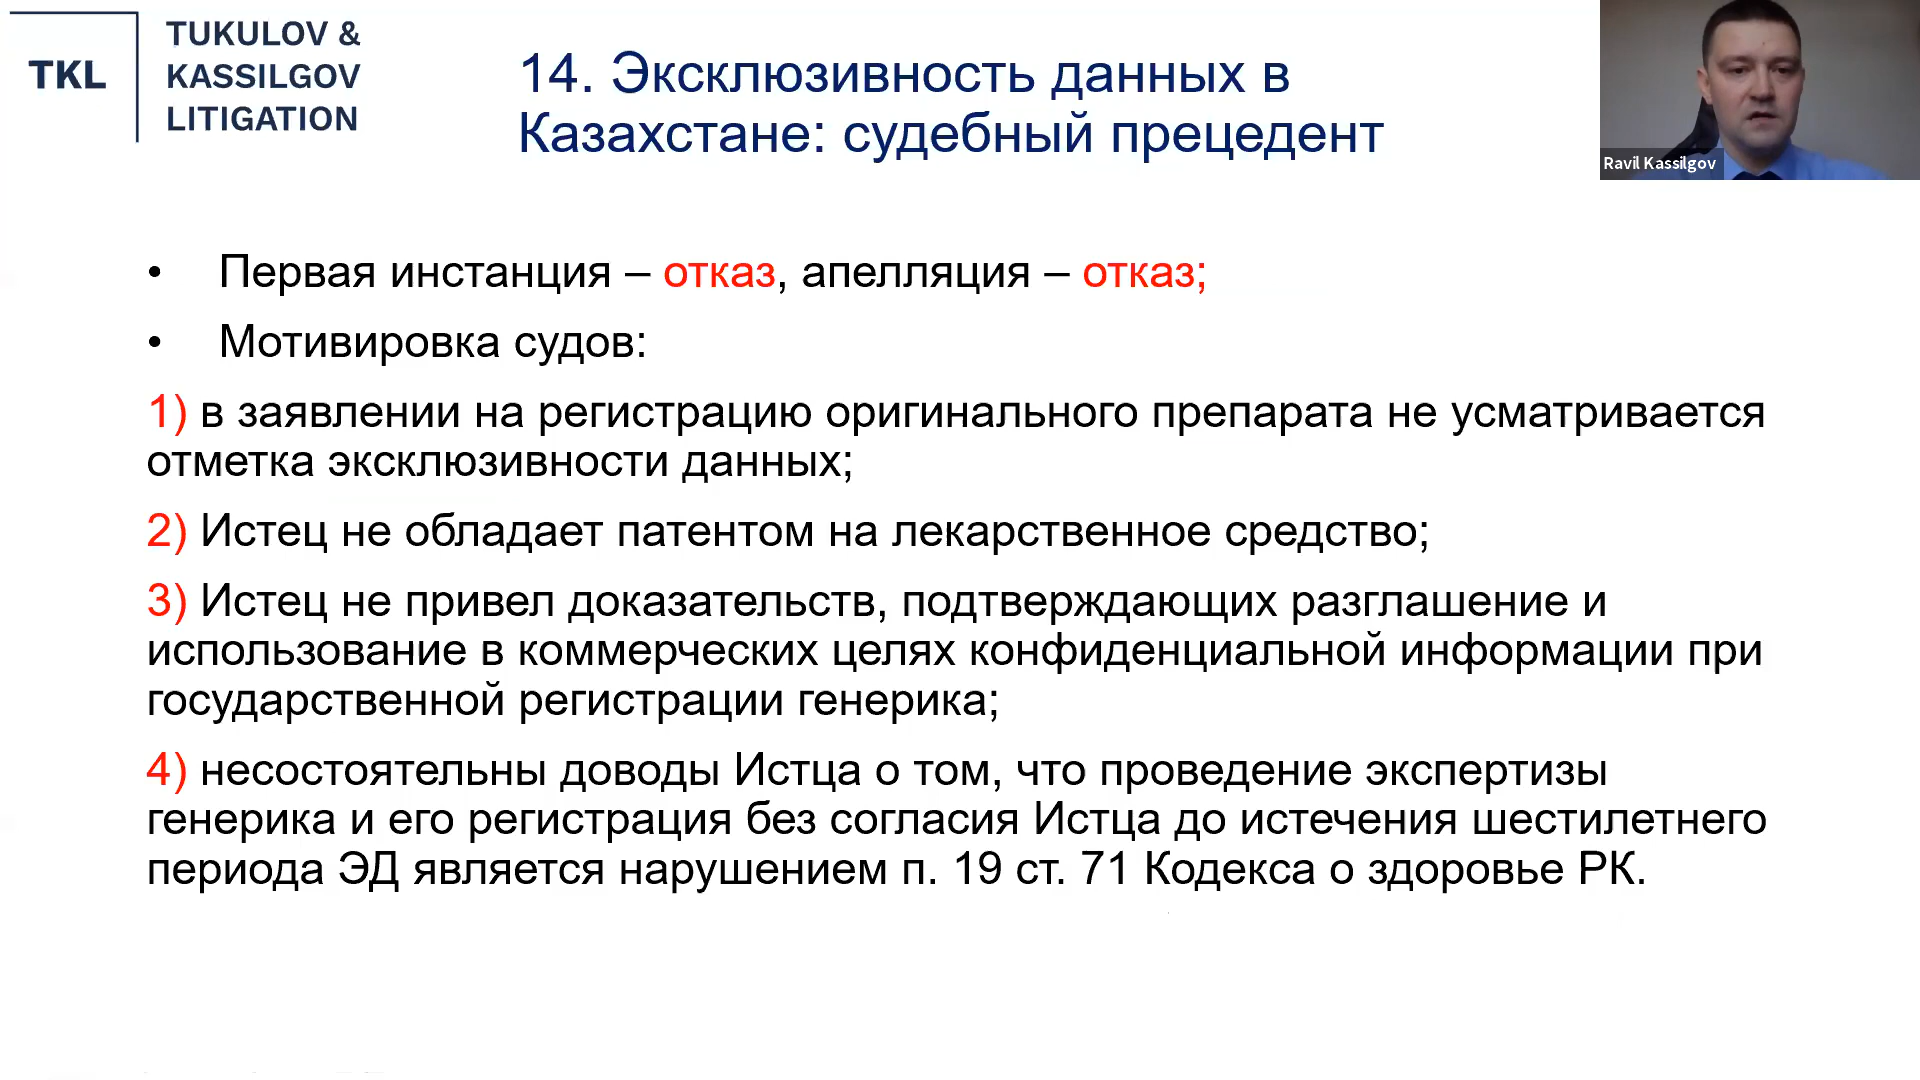 TKL
TUKULOV &
KASSILGOV
LITIGATION
14. Эксклюзивность данных в
Казахстане: судебный прецедент
Ravil Kassilgov
• Первая инстанция – отказ, апелляция – отказ;
• Мотивировка судов:
1) в заявлении на регистрацию оригинального препарата не усматривается
отметка эксклюзивности данных;
2) Истец не обладает патентом на лекарственное средство;
3) Истец не привел доказательств, подтверждающих разглашение и
использование в коммерческих целях конфиденциальной информации при
государственной регистрации генерика;
4) несостоятельны доводы Истца о том, что проведение экспертизы
генерика и его регистрация без согласия Истца до истечения шестилетнего
периода ЭД является нарушением п. 19 ст. 71 Кодекса о здоровье РК.